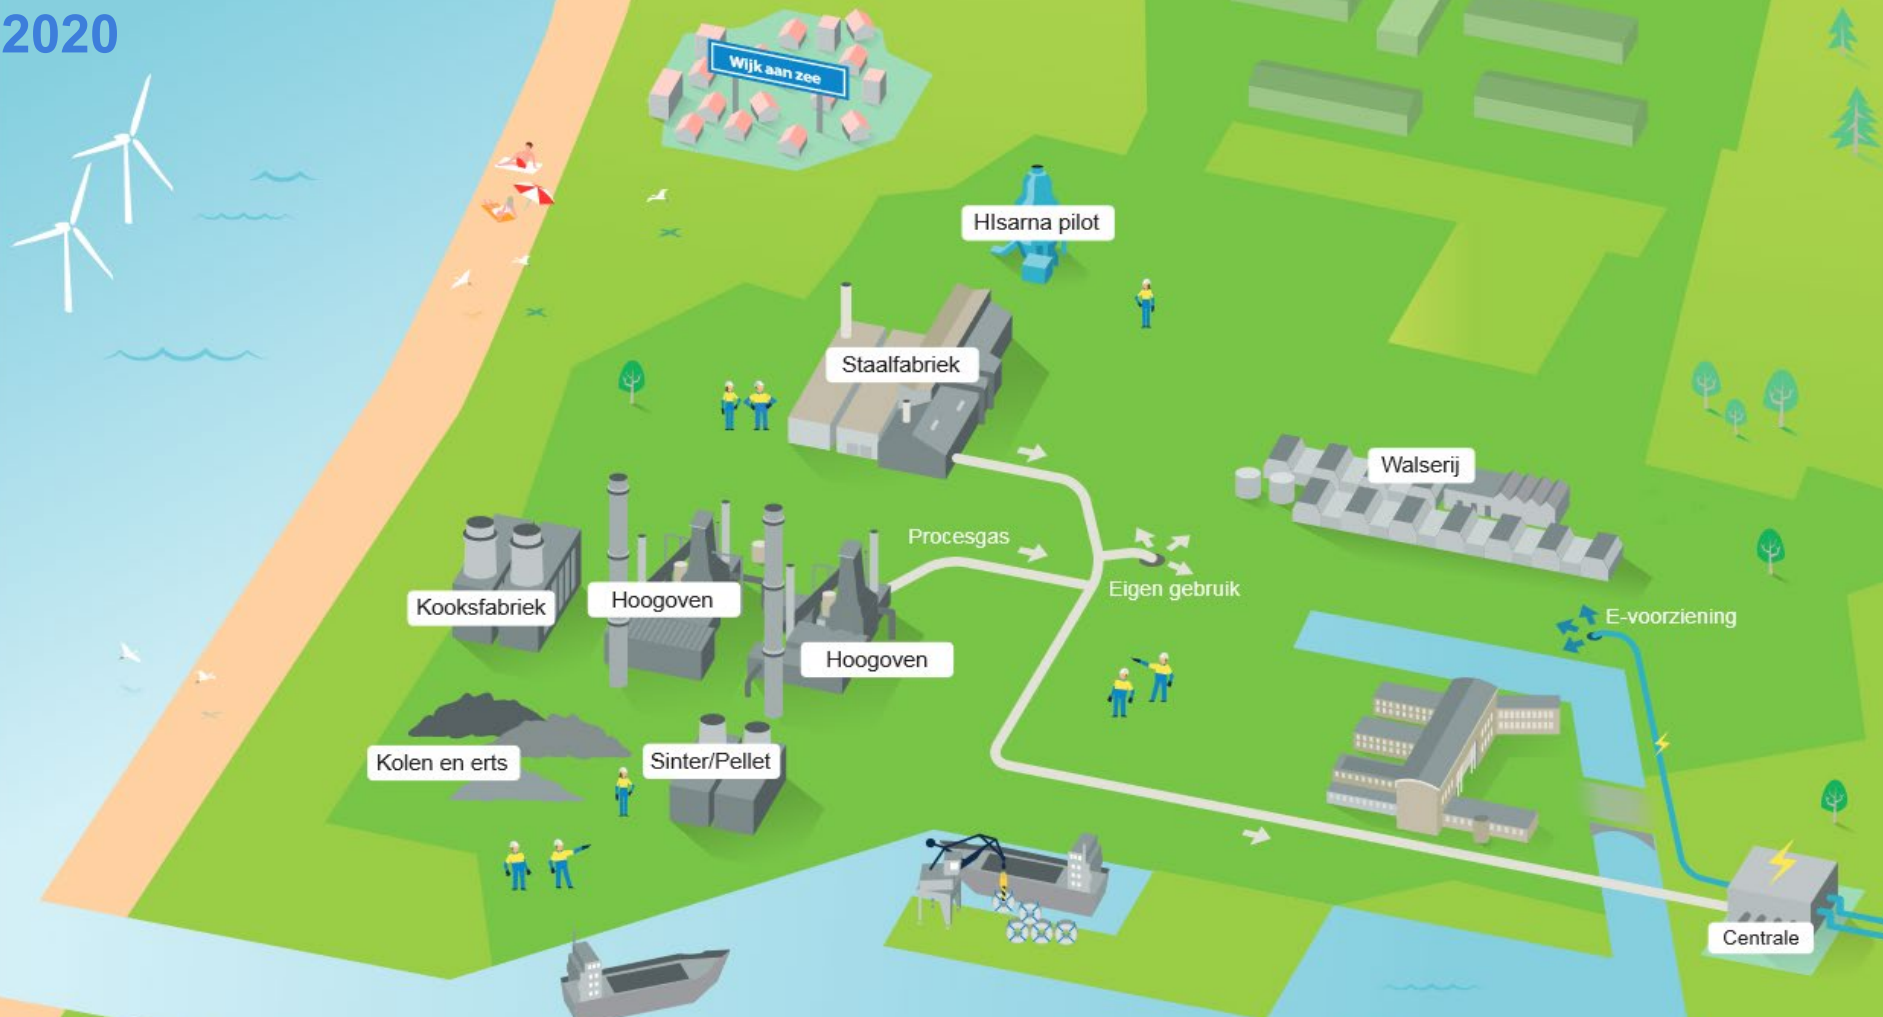 2020
Wijk aan zee
HIsarna pilot
Staalfabriek
Walserij
Procesgas
Eigen gebruik
Kooksfabriek
Hoogoven
E-voorziening
Hoogoven
Kolen en erts
Sinter/Pellet
Centrale